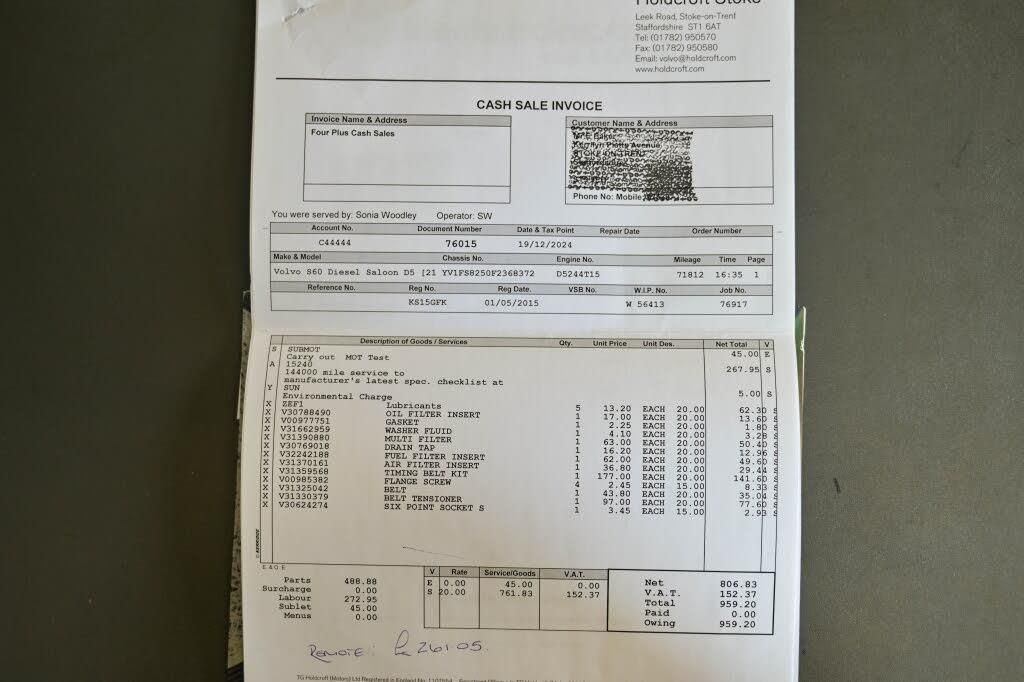 Holdcroft Stoke
Leek Road, Stoke-on-Trent
Staffordshire ST1 6AT
Tel: (01782) 950570
Fax: (01782) 950580
Email: volvo@holdcroft.com
www.holdcroft.com
CASH SALE INVOICE
Invoice Name & Address
Four Plus Cash Sales
Customer Name & Address
STOKE-ON-TRENT
Phone No: Mobile:
You were served by: Sonia Woodley Operator: SW
Account No. Document Number Date & Tax Point Repair Date Order Number
C44444 76015 19/12/2024
Make & Model Chassis No. Engine No. Mileage Time Page
Volvo S60 Diesel Saloon D5 [21 YV1FS8250F2368372 D5244T15 71812 16:35 1
Reference No. Reg No. Reg Date. VSB No. W.I.P. No. Job No.
KS15GFK 01/05/2015 W 56413 76917
Description of Goods / Services Qty. Unit Price Unit Des. Net Total V
S SUBMOT
Carry out MOT Test 45.00 E
A 15240
144000 mile service to 267.95 S
manufacturer's latest spec. checklist at
Y SUN
Environmental Charge 5.00 S
X ZEF1 Lubricants 5 13.20 EACH 20.00 62.30 S
X V30788490 OIL FILTER INSERT 1 17.00 EACH 20.00 13.60 S
X V00977751 GASKET 1 2.25 EACH 20.00 1.80 S
X V31662959 WASHER FLUID 1 4.10 EACH 20.00 3.28 S
X V31390880 MULTI FILTER 1 63.00 EACH 20.00 50.40 S
X V30769018 DRAIN TAP 1 16.20 EACH 20.00 12.96 S
X V32242188 FUEL FILTER INSERT 1 62.00 EACH 20.00 49.60 S
X V31370161 AIR FILTER INSERT 1 36.80 EACH 20.00 29.44 S
X V31359568 TIMING BELT KIT 1 177.00 EACH 20.00 141.60 S
X V00985382 FLANGE SCREW 4 2.45 EACH 15.00 8.33 S
X V31325042 BELT 1 43.80 EACH 20.00 35.04 S
X V31330379 BELT TENSIONER 1 97.00 EACH 20.00 77.60 S
X V30624274 SIX POINT SOCKET S 1 3.45 EACH 15.00 2.93 S
E 4 0 E
Parts 488.88
Surcharge 0.00
Labour 272.95
Sublet 45.00
Menus 0.00
V Rate Service/Goods V.A.T.
E 0.00 45.00 0.00
S 20.00 761.83 152.37
Net 806.83
V.A.T. 152.37
Total 959.20
Paid 0.00
Owing 959.20
REMOTE: 261.05.
TG Holdcroft (Motors) Ltd Registered in England No.